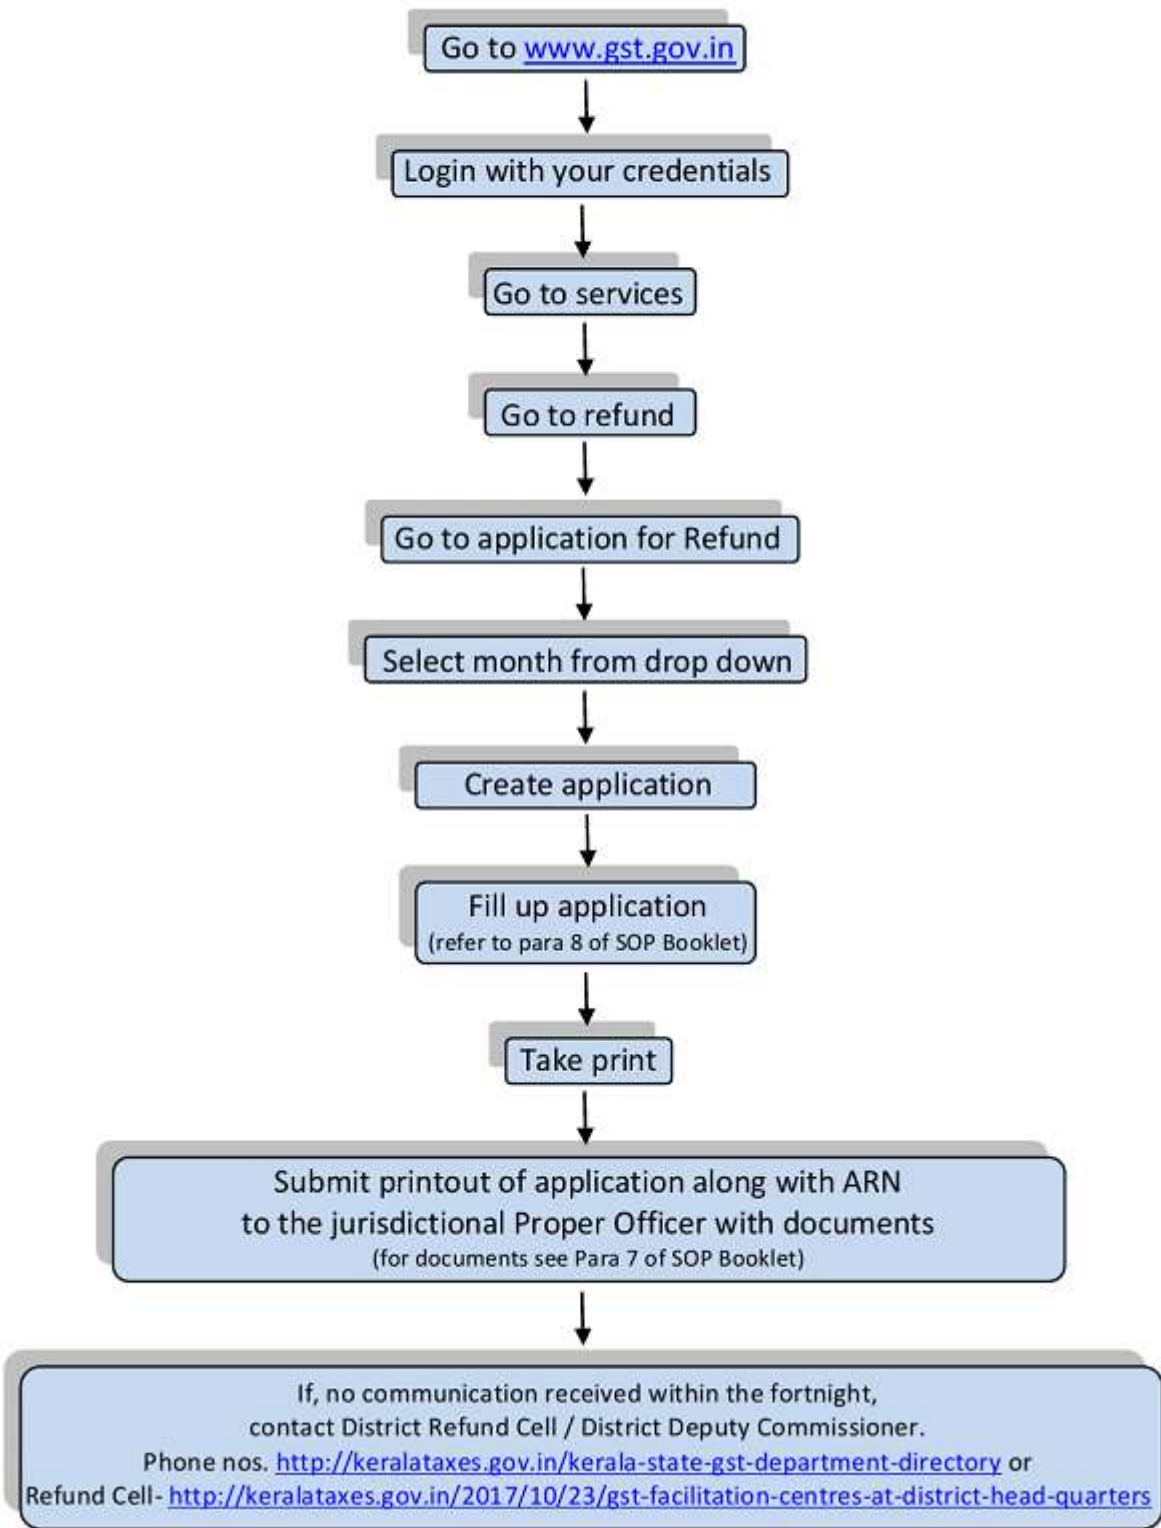 Go to www.gst.gov.in
Login with your credentials
Go to services
Go to refund
Go to application for Refund
Select month from drop down
Create application
Fill up application
(refer to para 8 of SOP Booklet)
Take print
Submit printout of application along with ARN
to the jurisdictional Proper Officer with documents
(for documents see Para 7 of SOP Booklet)
If, no communication received within the fortnight,
contact District Refund Cell / District Deputy Commissioner.
Phone nos. http://keralataxes.gov.in/kerala-state-gst-department-directory or
Refund Cell- http://keralataxes.gov.in/2017/10/23/gst-facilitation-centres-at-district-head-quarters